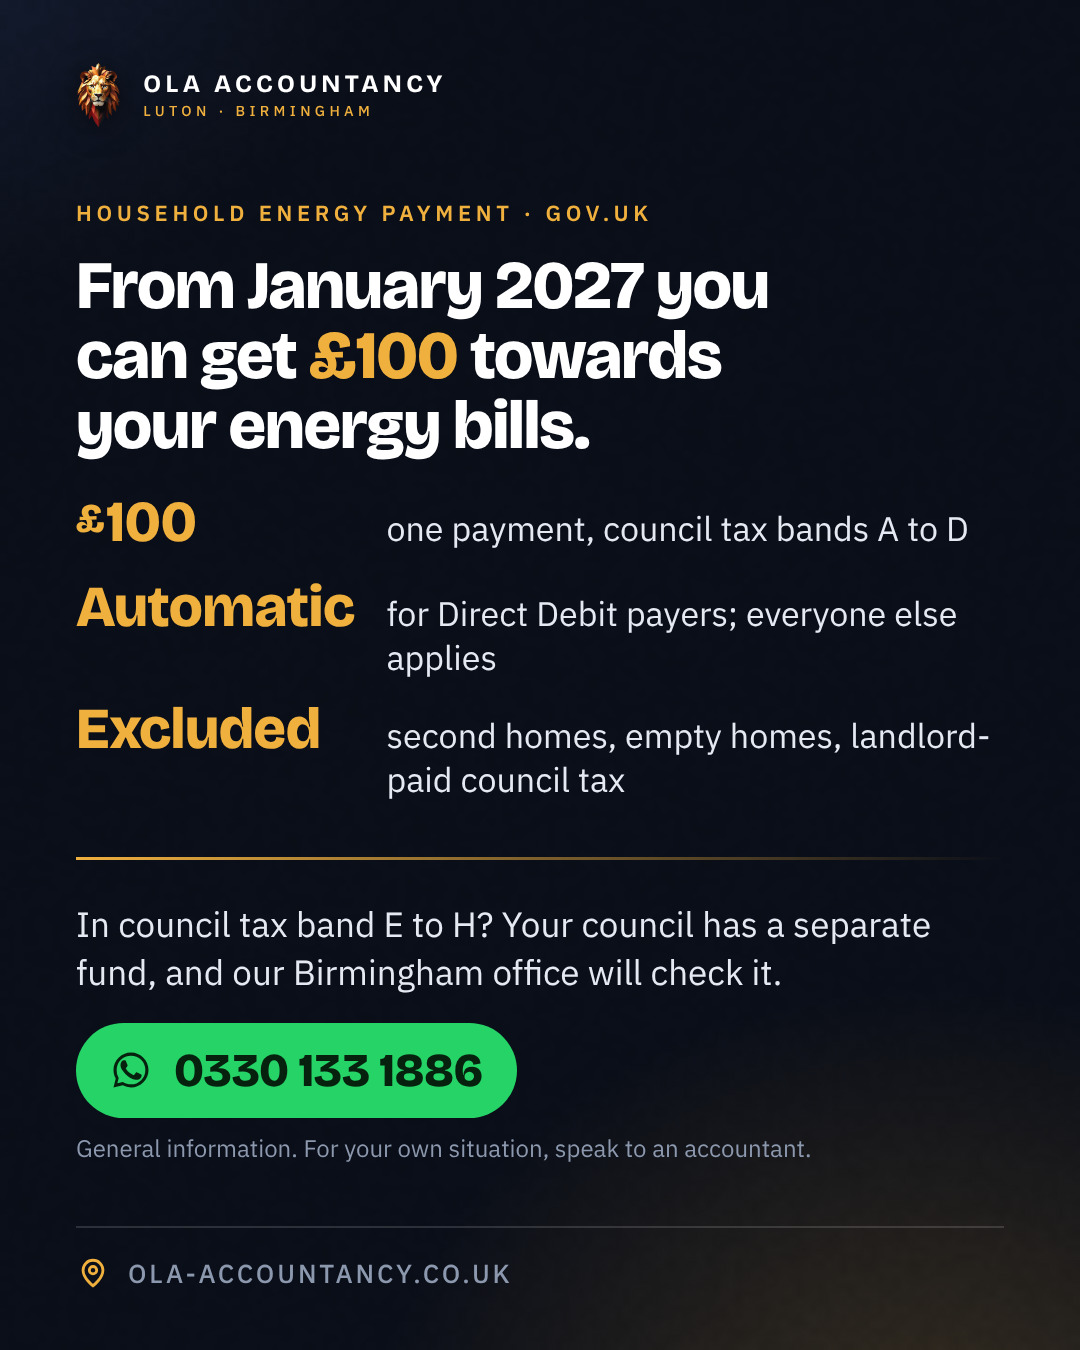 OLA ACCOUNTANCY
LUTON · BIRMINGHAM
HOUSEHOLD ENERGY PAYMENT · GOV.UK
From January 2027 you
can get £100 towards
your energy bills.
£100 one payment, council tax bands A to D
Automatic for Direct Debit payers; everyone else
applies
Excluded second homes, empty homes, landlord-
paid council tax
In council tax band E to H? Your council has a separate
fund, and our Birmingham office will check it.
0330 133 1886
General information. For your own situation, speak to an accountant.
OLA-ACCOUNTANCY.CO.UK